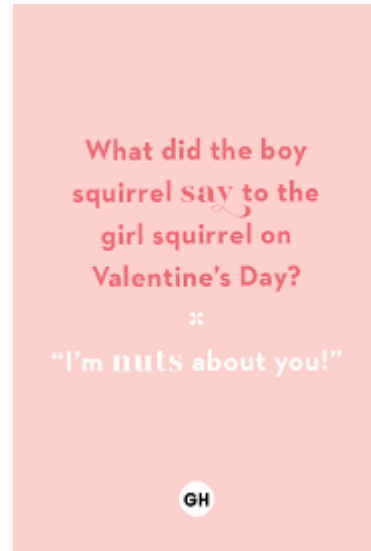 What did the boy
squirrel say to the
girl squirrel on
Valentine's Day?
"I'm nuts about you!"
GH